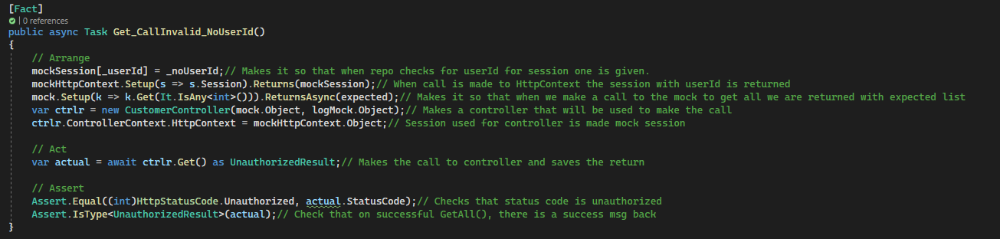 [Fact]
| 0 references
public async Task Get_CallInvalid_NoUserId()
{
// Arrange
mockSession[_userId] = _noUserId;// Makes it so that when repo checks for userId for session one is given.
mockHttpContext.Setup(s => s.Session).Returns(mockSession);// When call is made to HttpContext the session with userId is returned
mock.Setup(k => k.Get(It.IsAny<int>())).ReturnsAsync(expected);// Makes it so that when we make a call to the mock to get all we are returned with expected list
var ctrlr = new CustomerController(mock.Object, logMock.Object);// Makes a controller that will be used to make the call
ctrlr.ControllerContext.HttpContext = mockHttpContext.Object;// Session used for controller is made mock session
// Act
var actual = await ctrlr.Get() as UnauthorizedResult;// Makes the call to controller and saves the return
// Assert
Assert.Equal((int)HttpStatusCode.Unauthorized, actual.StatusCode);// Checks that status code is unauthorized
Assert.IsType<UnauthorizedResult>(actual);// Check that on successful GetAll(), there is a success msg back
}